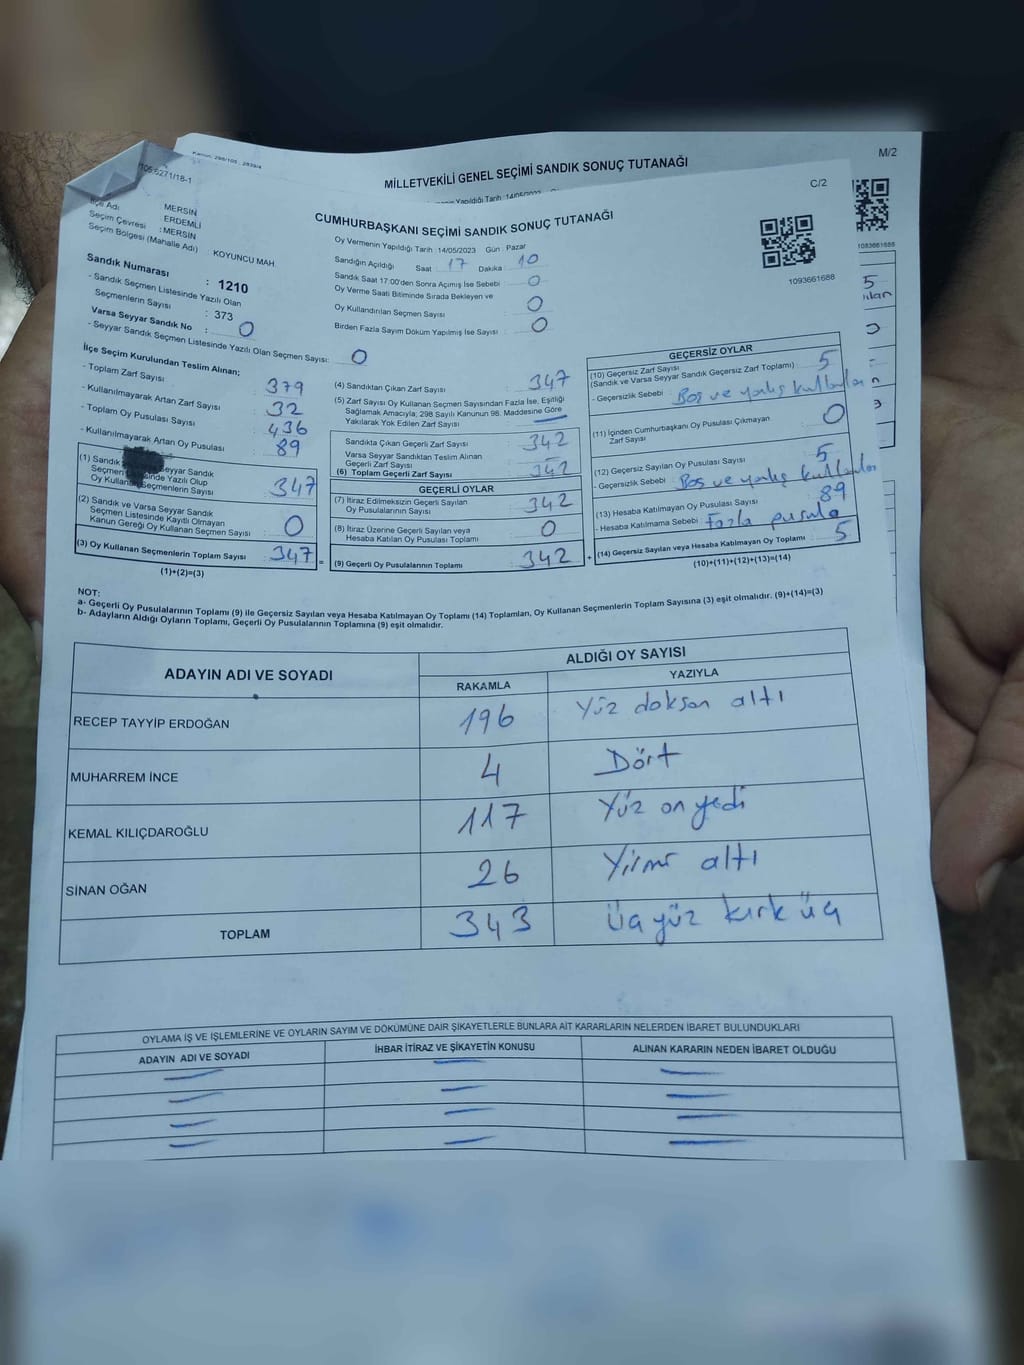 Kanun: 298/105 - 2839/4
MİLLETVEKİLİ GENEL SEÇİMİ SANDIK SONUÇ TUTANAĞI
M/2
6271/18-1
C/2
CUMHURBAŞKANI SEÇİMİ SANDIK SONUÇ TUTANAĞI
İlçe Adı
Seçim Çevresi
Seçim Bölgesi (Mahalle Adı)
MERSİN
ERDEMLİ
: MERSİN
KOYUNCU MAH.
Oy Vermenin Yapıldığı Tarih : 14/05/2023 Gün : Pazar
Sandığın Açıldığı Saat : 17 Dakika : 10
Sandık Saat 17:00'den Sonra Açımış İse Sebebi : 0
Oy Verme Saati Bitiminde Sırada Bekleyen ve
Oy Kullandırılan Seçmen Sayısı : 0
Birden Fazla Sayım Döküm Yapılmış İse Sayısı : 0
1093661688
1083661686
Sandık Numarası : 1210
- Sandık Seçmen Listesinde Yazılı Olan
Seçmenlerin Sayısı : 373
Varsa Seyyar Sandık No : 0
- Seyyar Sandık Seçmen Listesinde Yazılı Olan Seçmen Sayısı: 0
İlçe Seçim Kurulundan Teslim Alınan;
- Toplam Zarf Sayısı : 379
- Kullanılmayarak Artan Zarf Sayısı : 32
- Toplam Oy Pusulası Sayısı : 436
- Kullanılmayarak Artan Oy Pusulası : 89
(1) Sandık Seyyar Sandık
Seçmen Yazılı Olup
Oy Kullanan Seçmenlerin Sayısı : 347
(2) Sandık ve Varsa Seyyar Sandık
Seçmen Listesinde Kayıtlı Olmayan
Kanun Gereği Oy Kullanan Seçmen Sayısı : 0
(3) Oy Kullanan Seçmenlerin Toplam Sayısı : 347 =
(1)+(2)=(3)
(4) Sandıktan Çıkan Zarf Sayısı : 347
(5) Zarf Sayısı Oy Kullanan Seçmen Sayısından Fazla İse, Eşitliği
Sağlamak Amacıyla; 298 Sayılı Kanunun 98. Maddesine Göre
Yakılarak Yok Edilen Zarf Sayısı : —
Sandıkta Çıkan Geçerli Zarf Sayısı : 342
Varsa Seyyar Sandıktan Teslim Alınan
Geçerli Zarf Sayısı : —
(6) Toplam Geçerli Zarf Sayısı : 342
GEÇERLİ OYLAR
(7) İtiraz Edilmeksizin Geçerli Sayılan
Oy Pusulalarının Sayısı : 342
(8) İtiraz Üzerine Geçerli Sayılan veya
Hesaba Katılan Oy Pusulası Toplamı : 0
(9) Geçerli Oy Pusulalarının Toplamı : 342 +
GEÇERSİZ OYLAR
(10) Geçersiz Zarf Sayısı
(Sandık ve Varsa Seyyar Sandık Geçersiz Zarf Toplamı) : 5
- Geçersizlik Sebebi : Boş ve yanlış kullanılan
(11) İçinden Cumhurbaşkanı Oy Pusulası Çıkmayan
Zarf Sayısı : 0
(12) Geçersiz Sayılan Oy Pusulası Sayısı : 5
- Geçersizlik Sebebi : Boş ve yanlış kullanılan
(13) Hesaba Katılmayan Oy Pusulası Sayısı : 89
- Hesaba Katılmama Sebebi : Fazla pusula
(14) Geçersiz Sayılan veya Hesaba Katılmayan Oy Toplamı : 5
(10)+(11)+(12)+(13)=(14)
NOT:
a- Geçerli Oy Pusulalarının Toplamı (9) ile Geçersiz Sayılan veya Hesaba Katılmayan Oy Toplamı (14) Toplamları, Oy Kullanan Seçmenlerin Toplam Sayısına (3) eşit olmalıdır. (9)+(14)=(3)
b- Adayların Aldığı Oyların Toplamı, Geçerli Oy Pusulalarının Toplamına (9) eşit olmalıdır.
ADAYIN ADI VE SOYADI
ALDIĞI OY SAYISI
RAKAMLA YAZIYLA
RECEP TAYYİP ERDOĞAN 196 Yüz doksan altı
MUHARREM İNCE 4 Dört
KEMAL KILIÇDAROĞLU 117 Yüz on yedi
SİNAN OĞAN 26 Yirmi altı
TOPLAM 343 Üç yüz kırk üç
OYLAMA İŞ VE İŞLEMLERİNE VE OYLARIN SAYIM VE DÖKÜMÜNE DAİR ŞİKAYETLERLE BUNLARA AİT KARARLARIN NELERDEN İBARET BULUNDUKLARI
ADAYIN ADI VE SOYADI İHBAR İTİRAZ VE ŞİKAYETİN KONUSU ALINAN KARARIN NEDEN İBARET OLDUĞU